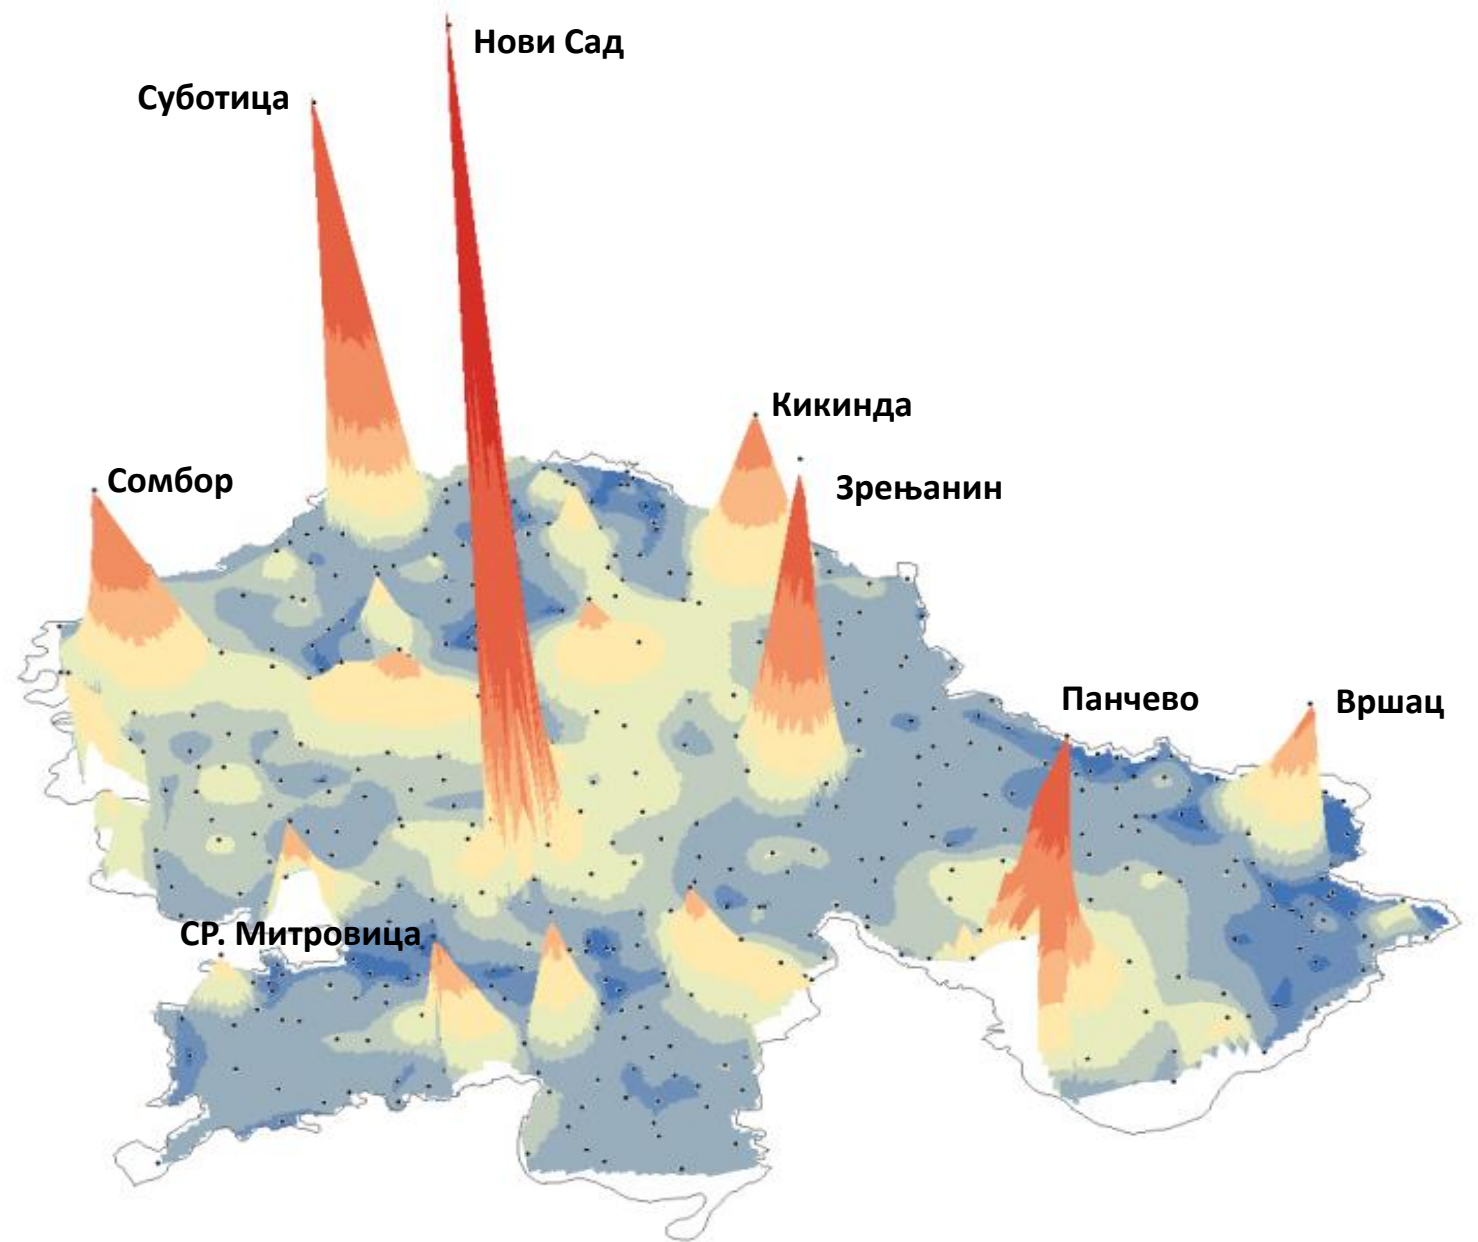 Нови Сад
Суботица
Кикинда
Сомбор
Зрењанин
Панчево
Вршац
СР. Митровица